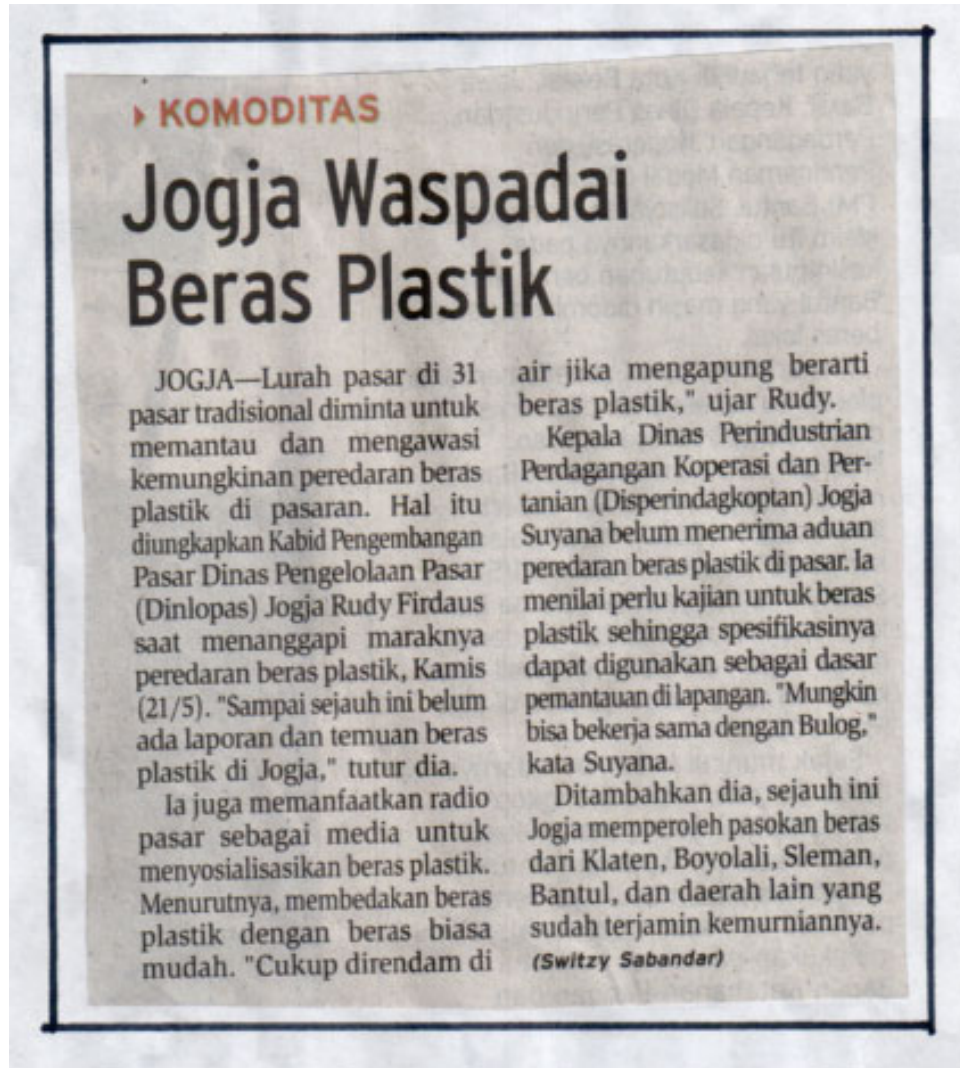 KOMODITAS
Jogja Waspadai
Beras Plastik
JOGJA—Lurah pasar di 31
pasar tradisional diminta untuk
memantau dan mengawasi
kemungkinan peredaran beras
plastik di pasaran. Hal itu
diungkapkan Kabid Pengembangan
Pasar Dinas Pengelolaan Pasar
(Dinlopas) Jogja Rudy Firdaus
saat menanggapi maraknya
peredaran beras plastik, Kamis
(21/5). "Sampai sejauh ini belum
ada laporan dan temuan beras
plastik di Jogja," tutur dia.
Ia juga memanfaatkan radio
pasar sebagai media untuk
menyosialisasikan beras plastik.
Menurutnya, membedakan beras
plastik dengan beras biasa
mudah. "Cukup direndam di
air jika mengapung berarti
beras plastik," ujar Rudy.
Kepala Dinas Perindustrian
Perdagangan Koperasi dan Per-
tanian (Disperindagkoptan) Jogja
Suyana belum menerima aduan
peredaran beras plastik di pasar. Ia
menilai perlu kajian untuk beras
plastik sehingga spesifikasinya
dapat digunakan sebagai dasar
pemantauan di lapangan. "Mungkin
bisa bekerja sama dengan Bulog,"
kata Suyana.
Ditambahkan dia, sejauh ini
Jogja memperoleh pasokan beras
dari Klaten, Boyolali, Sleman,
Bantul, dan daerah lain yang
sudah terjamin kemurniannya.
(Switzy Sabandar)